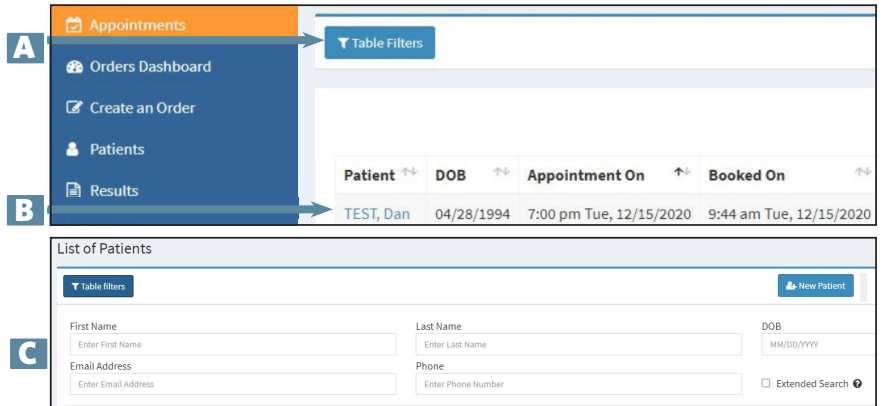 A
B
C
Appointments
Orders Dashboard
Create an Order
Patients
Results
Table Filters
Patient DOB Appointment On Booked On
TEST, Dan 04/28/1994 7:00 pm Tue, 12/15/2020 9:44 am Tue, 12/15/2020
List of Patients
Table filters
New Patient
First Name Last Name DOB
Enter First Name Enter Last Name MM/DD/YYYY
Email Address Phone
Enter Email Address Enter Phone Number Extended Search ?